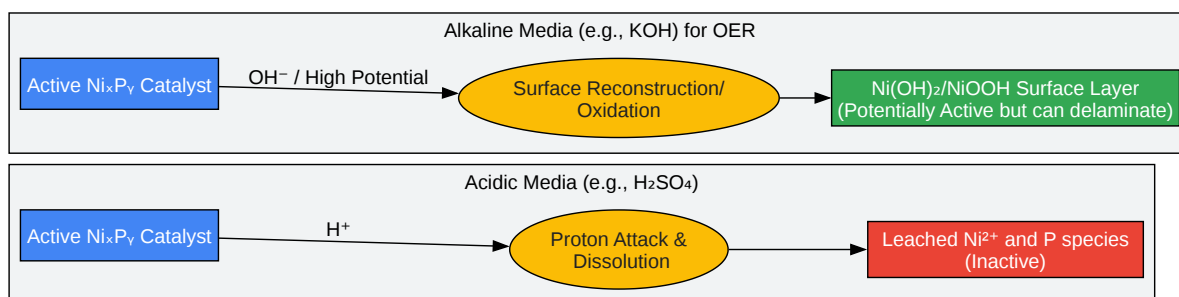 Alkaline Media (e.g., KOH) for OER
Active NiₓPᵧ Catalyst
OH⁻ / High Potential
Surface Reconstruction/
Oxidation
Ni(OH)₂/NiOOH Surface Layer
(Potentially Active but can delaminate)
Acidic Media (e.g., H₂SO₄)
Active NiₓPᵧ Catalyst
H⁺
Proton Attack &
Dissolution
Leached Ni²⁺ and P species
(Inactive)